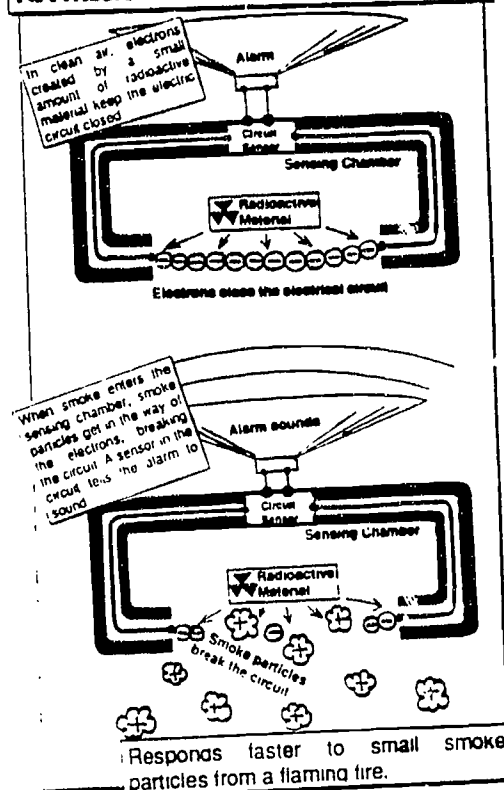 In clean air, electrons
created by a small
amount of radioactive
material keep the electric
circuit closed
Alarm
Circuit
Sensor
Sensing Chamber
Radioactive
Material
Electrons close the electrical circuit
When smoke enters the
sensing chamber, smoke
particles get in the way of
the electrons, breaking
the circuit. A sensor in the
circuit tells the alarm to
sound
Alarm sounds
Circuit
Sensor
Sensing Chamber
Radioactive
Material
Smoke particles
break the circuit
Responds faster to small smoke
particles from a flaming fire.